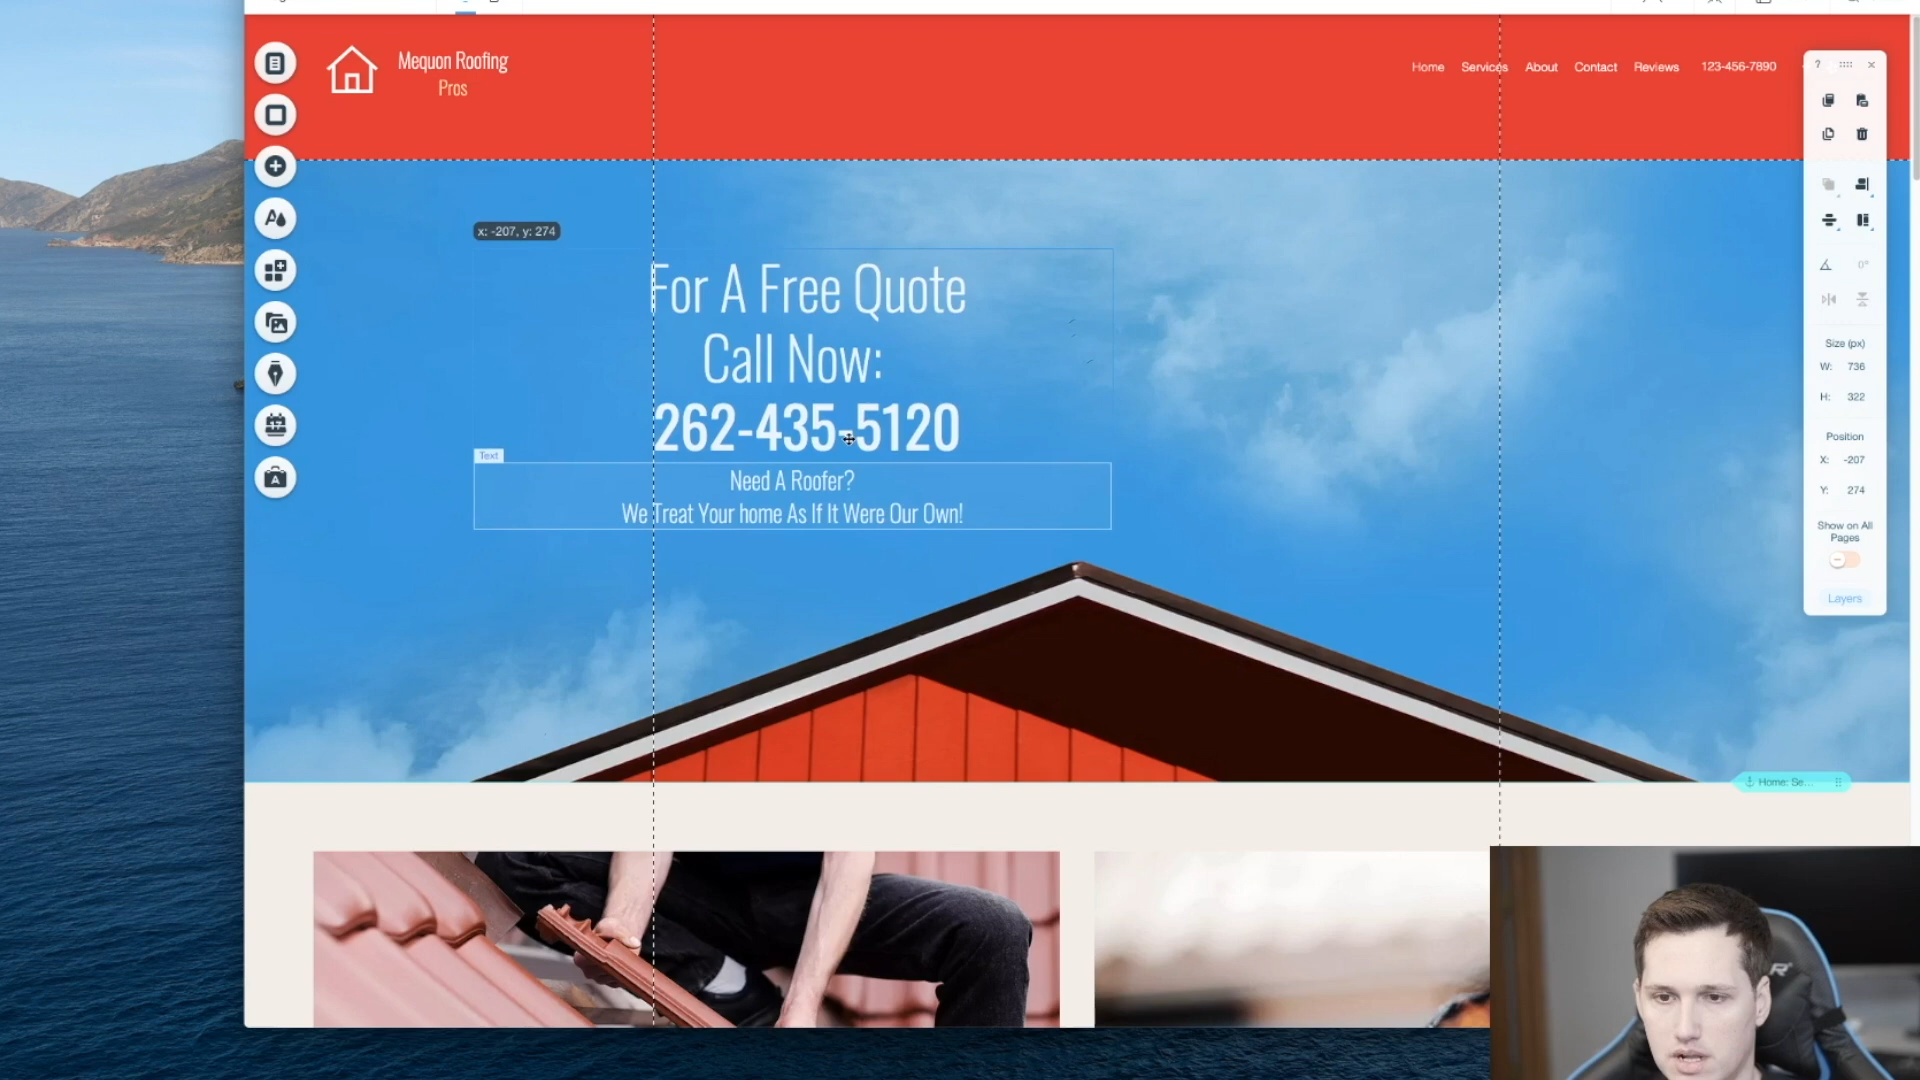 Mequon Roofing
Pros
Home Services About Contact Reviews 123-456-7890
x: -207, y: 274
For A Free Quote
Call Now:
262-435-5120
Text
Need A Roofer?
We Treat Your home As If It Were Our Own!
?
0°
Size (px)
W: 736
H: 322
Position
X: -207
Y: 274
Show on All
Pages
Layers
Home: Se...
17
A
R